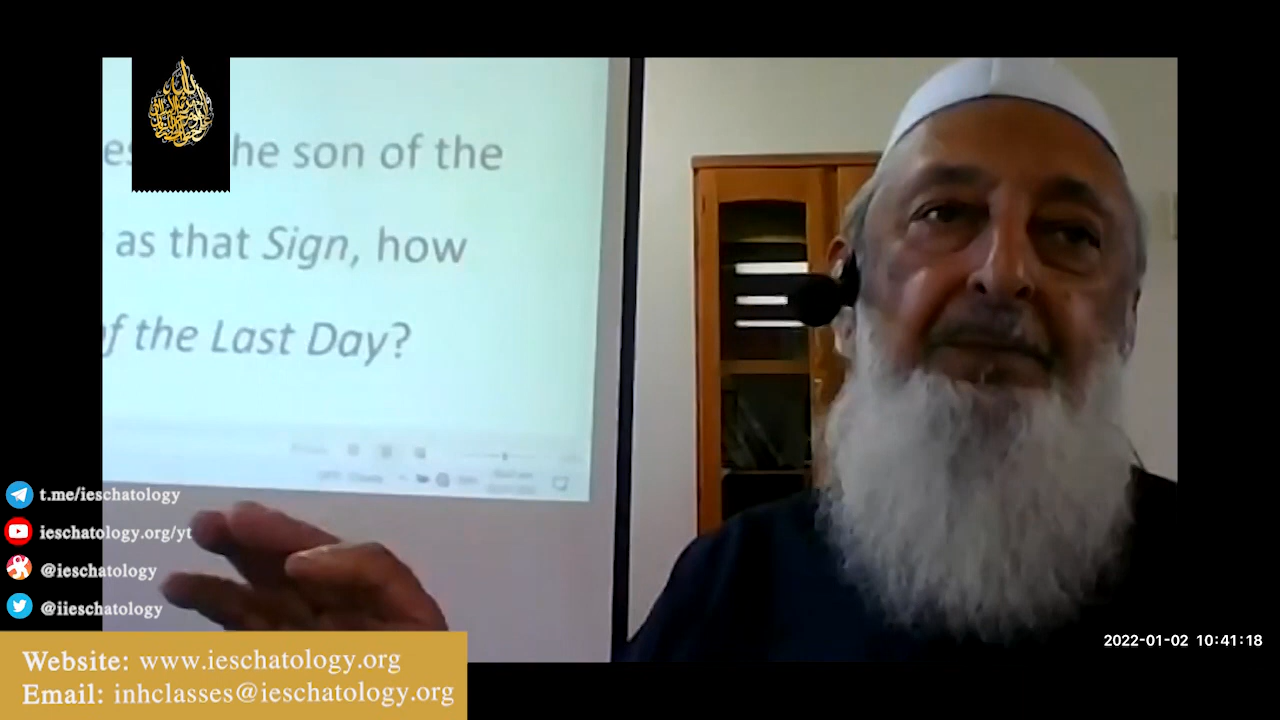 he son of the
as that Sign, how
of the Last Day?
t.me/ieschatology
ieschatology.org/yt
@ieschatology
@iieschatology
2022-01-02 10:41:18
Website: www.ieschatology.org
Email: inhclasses@ieschatology.org